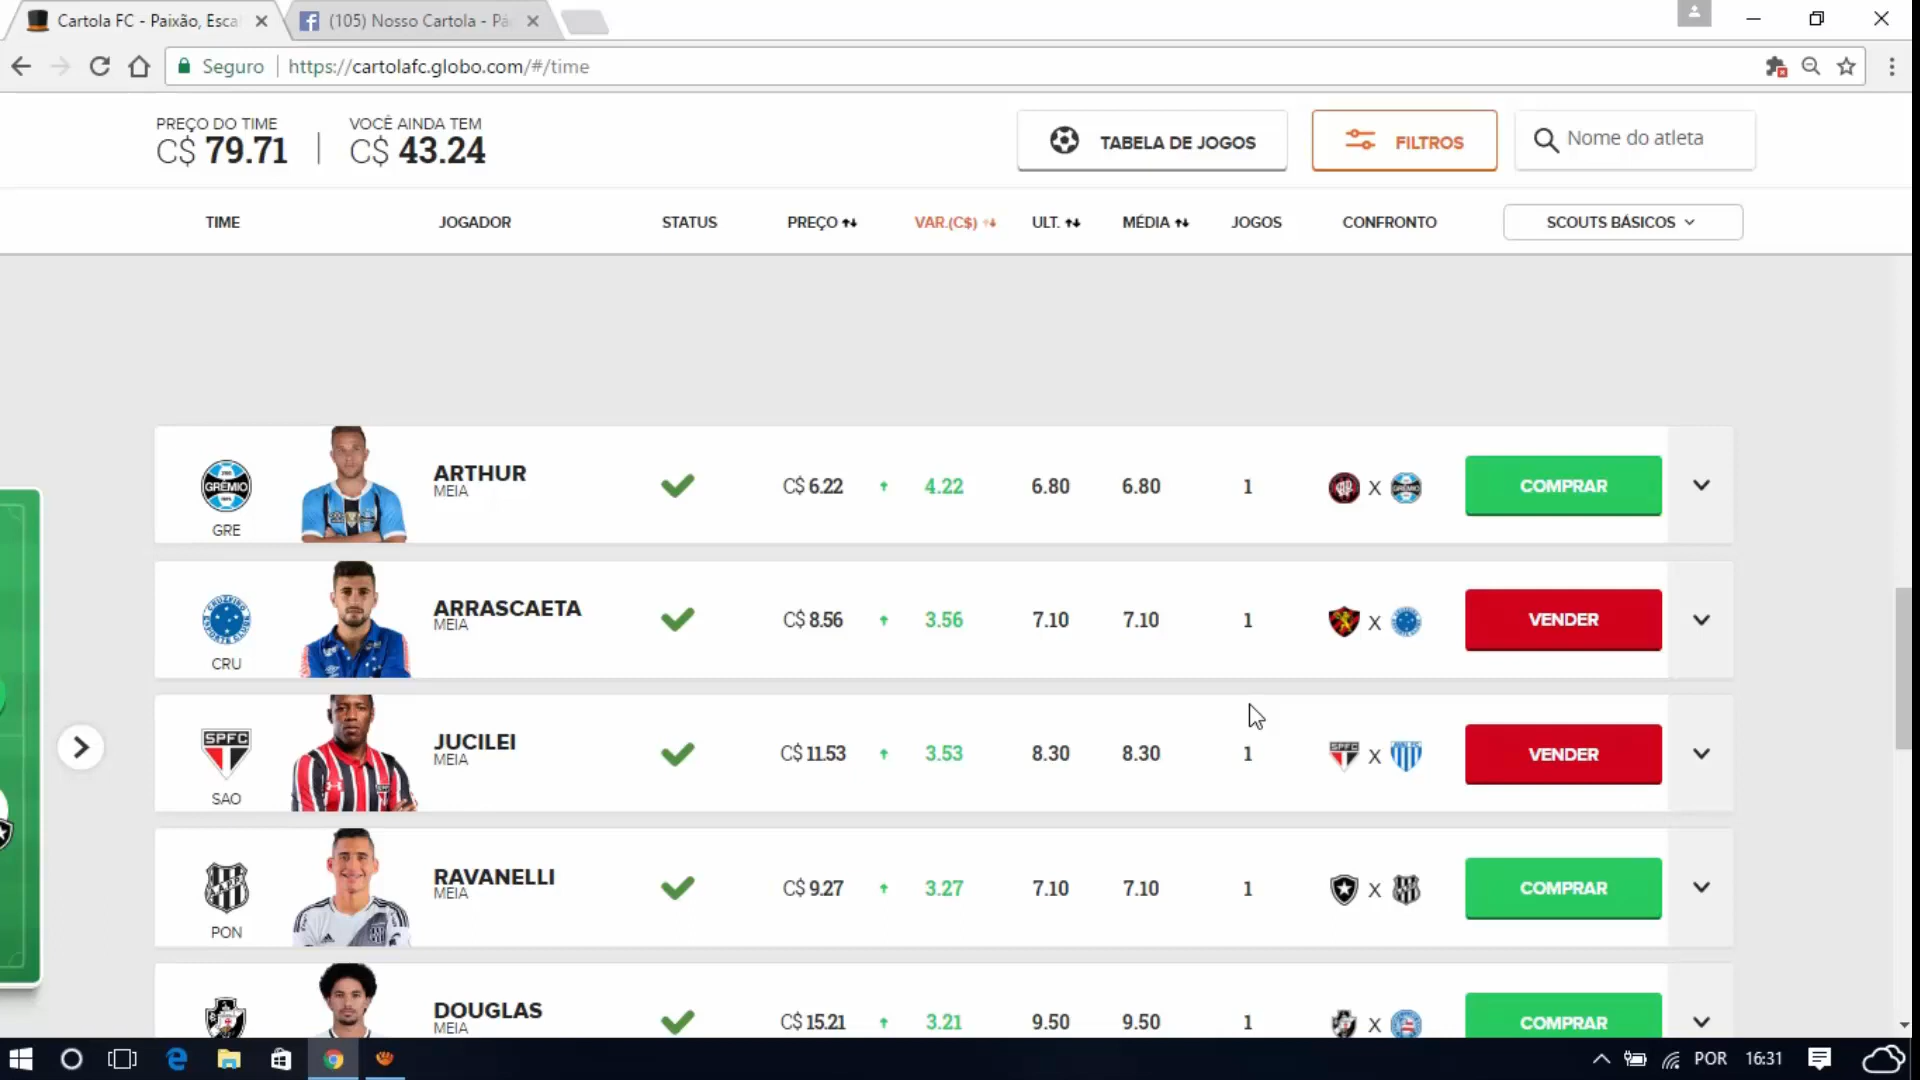 Cartola FC - Paixão, Esca
(105) Nosso Cartola - Pá
Seguro
https://cartolafc.globo.com/#/time
PREÇO DO TIME
C$ 79.71
VOCÊ AINDA TEM
C$ 43.24
TABELA DE JOGOS
FILTROS
Nome do atleta
TIME JOGADOR STATUS PREÇO VAR.(C$) ULT. MÉDIA JOGOS CONFRONTO SCOUTS BÁSICOS
GRÊMIO
GRE
ARTHUR
MEIA
C$ 6.22 4.22 6.80 6.80 1 X COMPRAR
CRU
ARRASCAETA
MEIA
C$ 8.56 3.56 7.10 7.10 1 X VENDER
SPFC
SAO
JUCILEI
MEIA
C$ 11.53 3.53 8.30 8.30 1 X VENDER
PON
RAVANELLI
MEIA
C$ 9.27 3.27 7.10 7.10 1 X COMPRAR
DOUGLAS
MEIA
C$ 15.21 3.21 9.50 9.50 1 X COMPRAR
POR 16:31